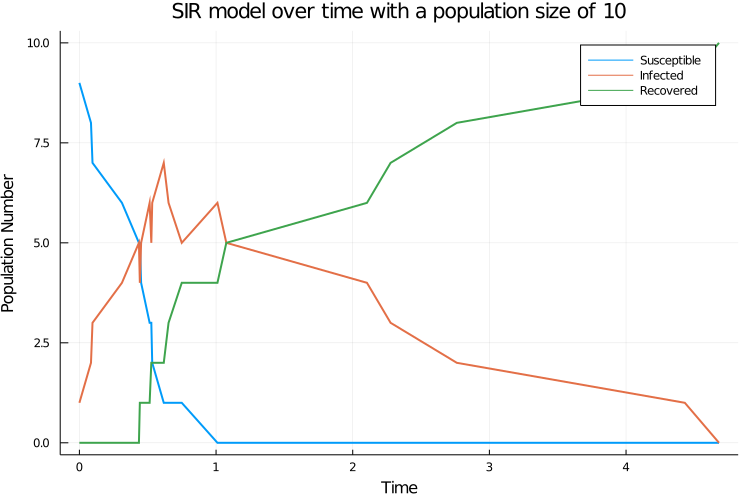 SIR model over time with a population size of 10
Population Number
10.0
7.5
5.0
2.5
0.0
Susceptible
Infected
Recovered
0
1
2
3
4
Time